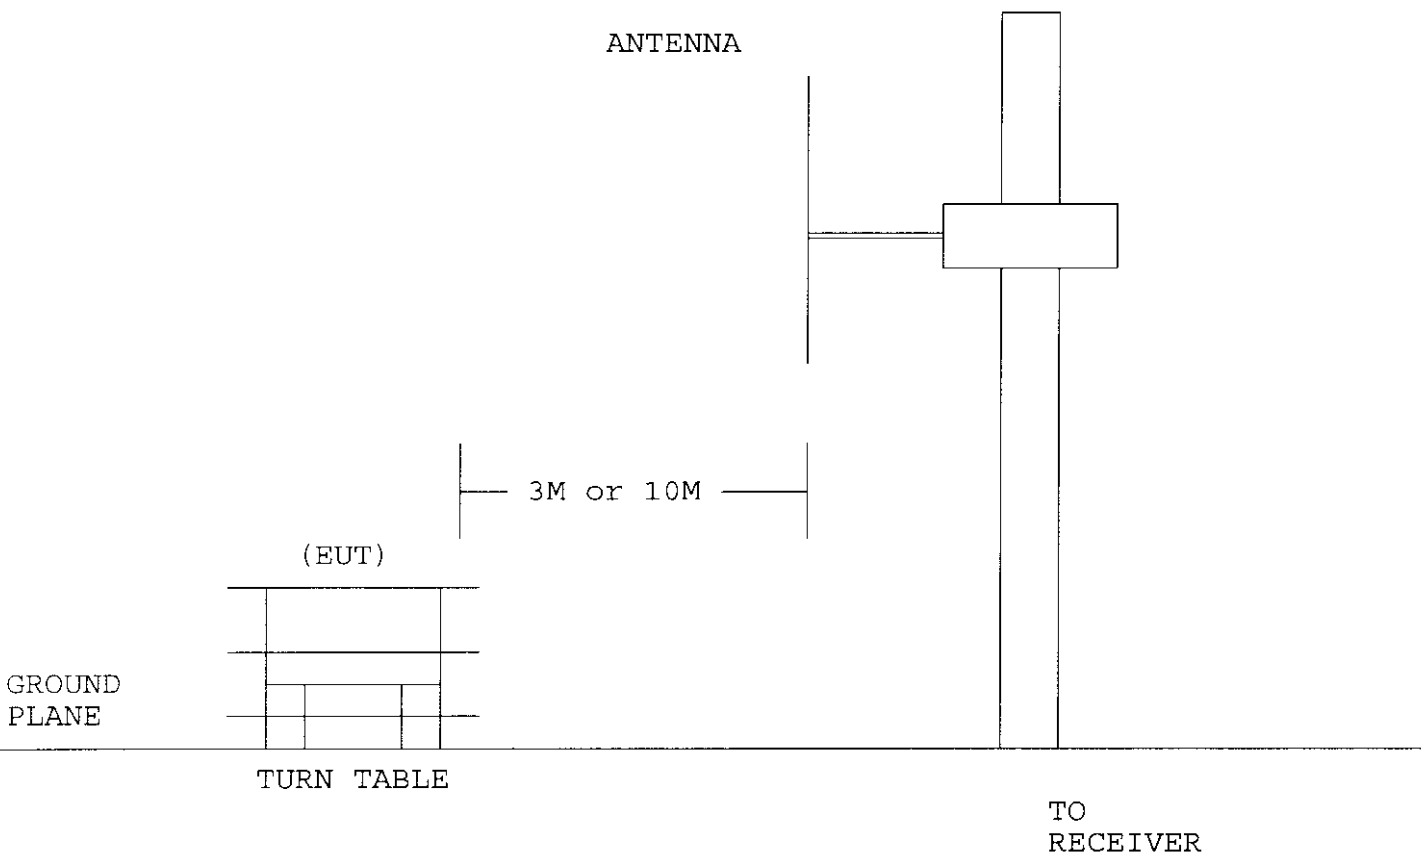 ANTENNA
3M or 10M
(EUT)
GROUND
PLANE
TURN TABLE
TO
RECEIVER